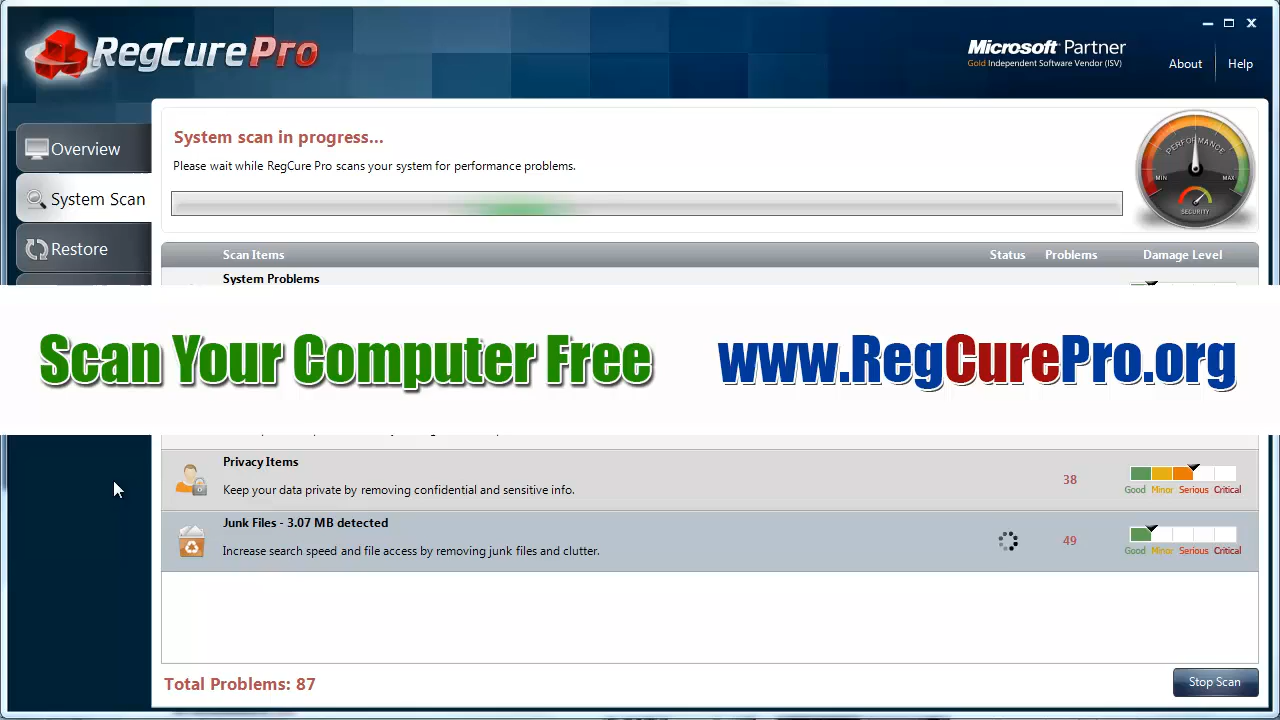 RegCure Pro
Microsoft Partner
Gold Independent Software Vendor (ISV)
About
Help
Overview
System Scan
Restore
System scan in progress...
Please wait while RegCure Pro scans your system for performance problems.
PERFORMANCE
MIN
MAX
SECURITY
Scan Items
Status
Problems
Damage Level
System Problems
Scan Your Computer Free
www.RegCurePro.org
Privacy Items
Keep your data private by removing confidential and sensitive info.
38
Good Minor Serious Critical
Junk Files - 3.07 MB detected
Increase search speed and file access by removing junk files and clutter.
49
Good Minor Serious Critical
Total Problems: 87
Stop Scan